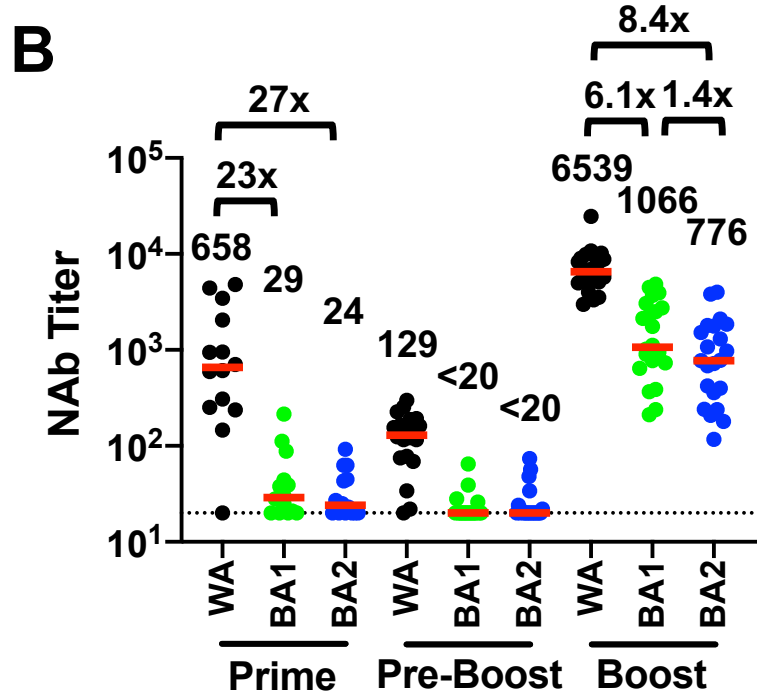 B
8.4x
27x
6.1x 1.4x
23x
10^5
6539
1066
776
658
10^4
29
24
129
<20
<20
10^3
10^2
10^1
NAb Titer
WA BA1 BA2 WA BA1 BA2 WA BA1 BA2
Prime Pre-Boost Boost